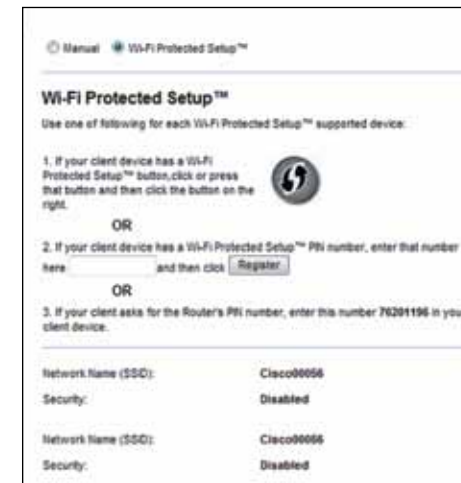 Manual Wi-Fi Protected Setup™
Wi-Fi Protected Setup™
Use one of following for each Wi-Fi Protected Setup™ supported device:
1. If your client device has a Wi-Fi
Protected Setup™ button,click or press
that button and then click the button on the
right.
OR
2. If your client device has a Wi-Fi Protected Setup™ PIN number, enter that number
here and then click Register
OR
3. If your client asks for the Router's PIN number, enter this number 76201196 in you
client device.
Network Name (SSID): Cisco00056
Security: Disabled
Network Name (SSID): Cisco00056
Security: Disabled